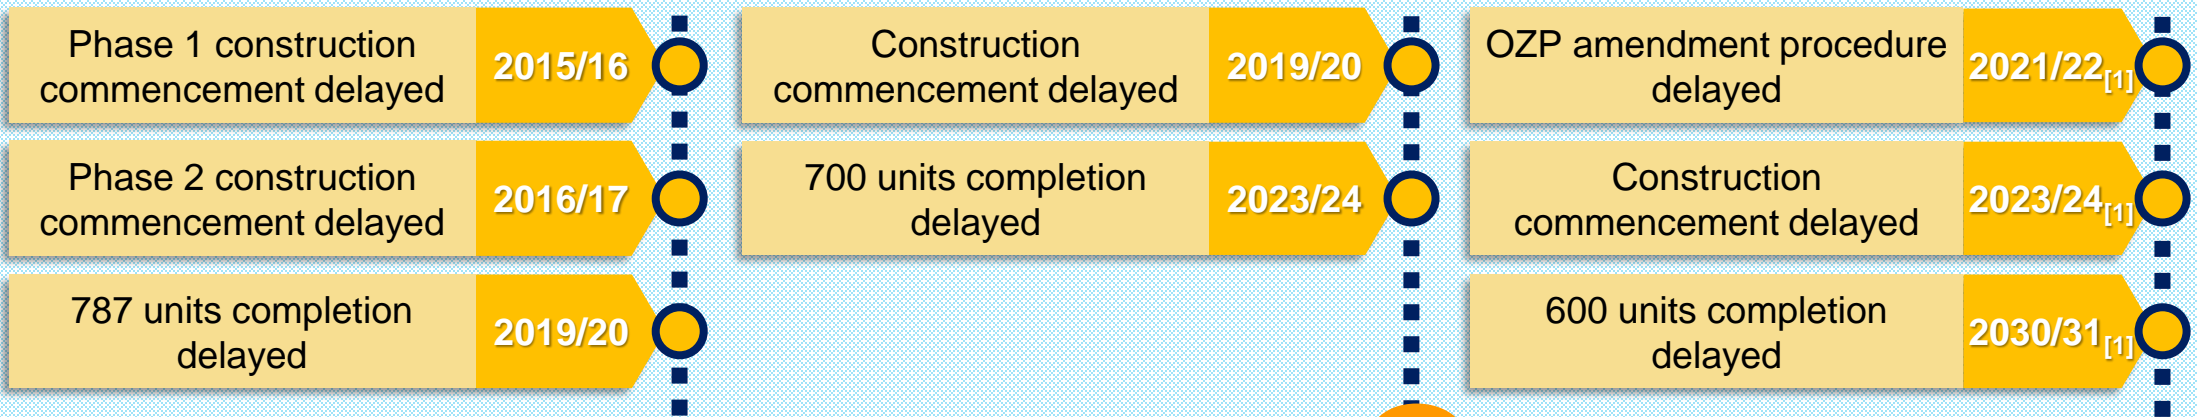 Phase 1 construction
commencement delayed
2015/16
Phase 2 construction
commencement delayed
2016/17
787 units completion
delayed
2019/20
Construction
commencement delayed
2019/20
700 units completion
delayed
2023/24
OZP amendment procedure
delayed
2021/22[1]
Construction
commencement delayed
2023/24[1]
600 units completion
delayed
2030/31[1]